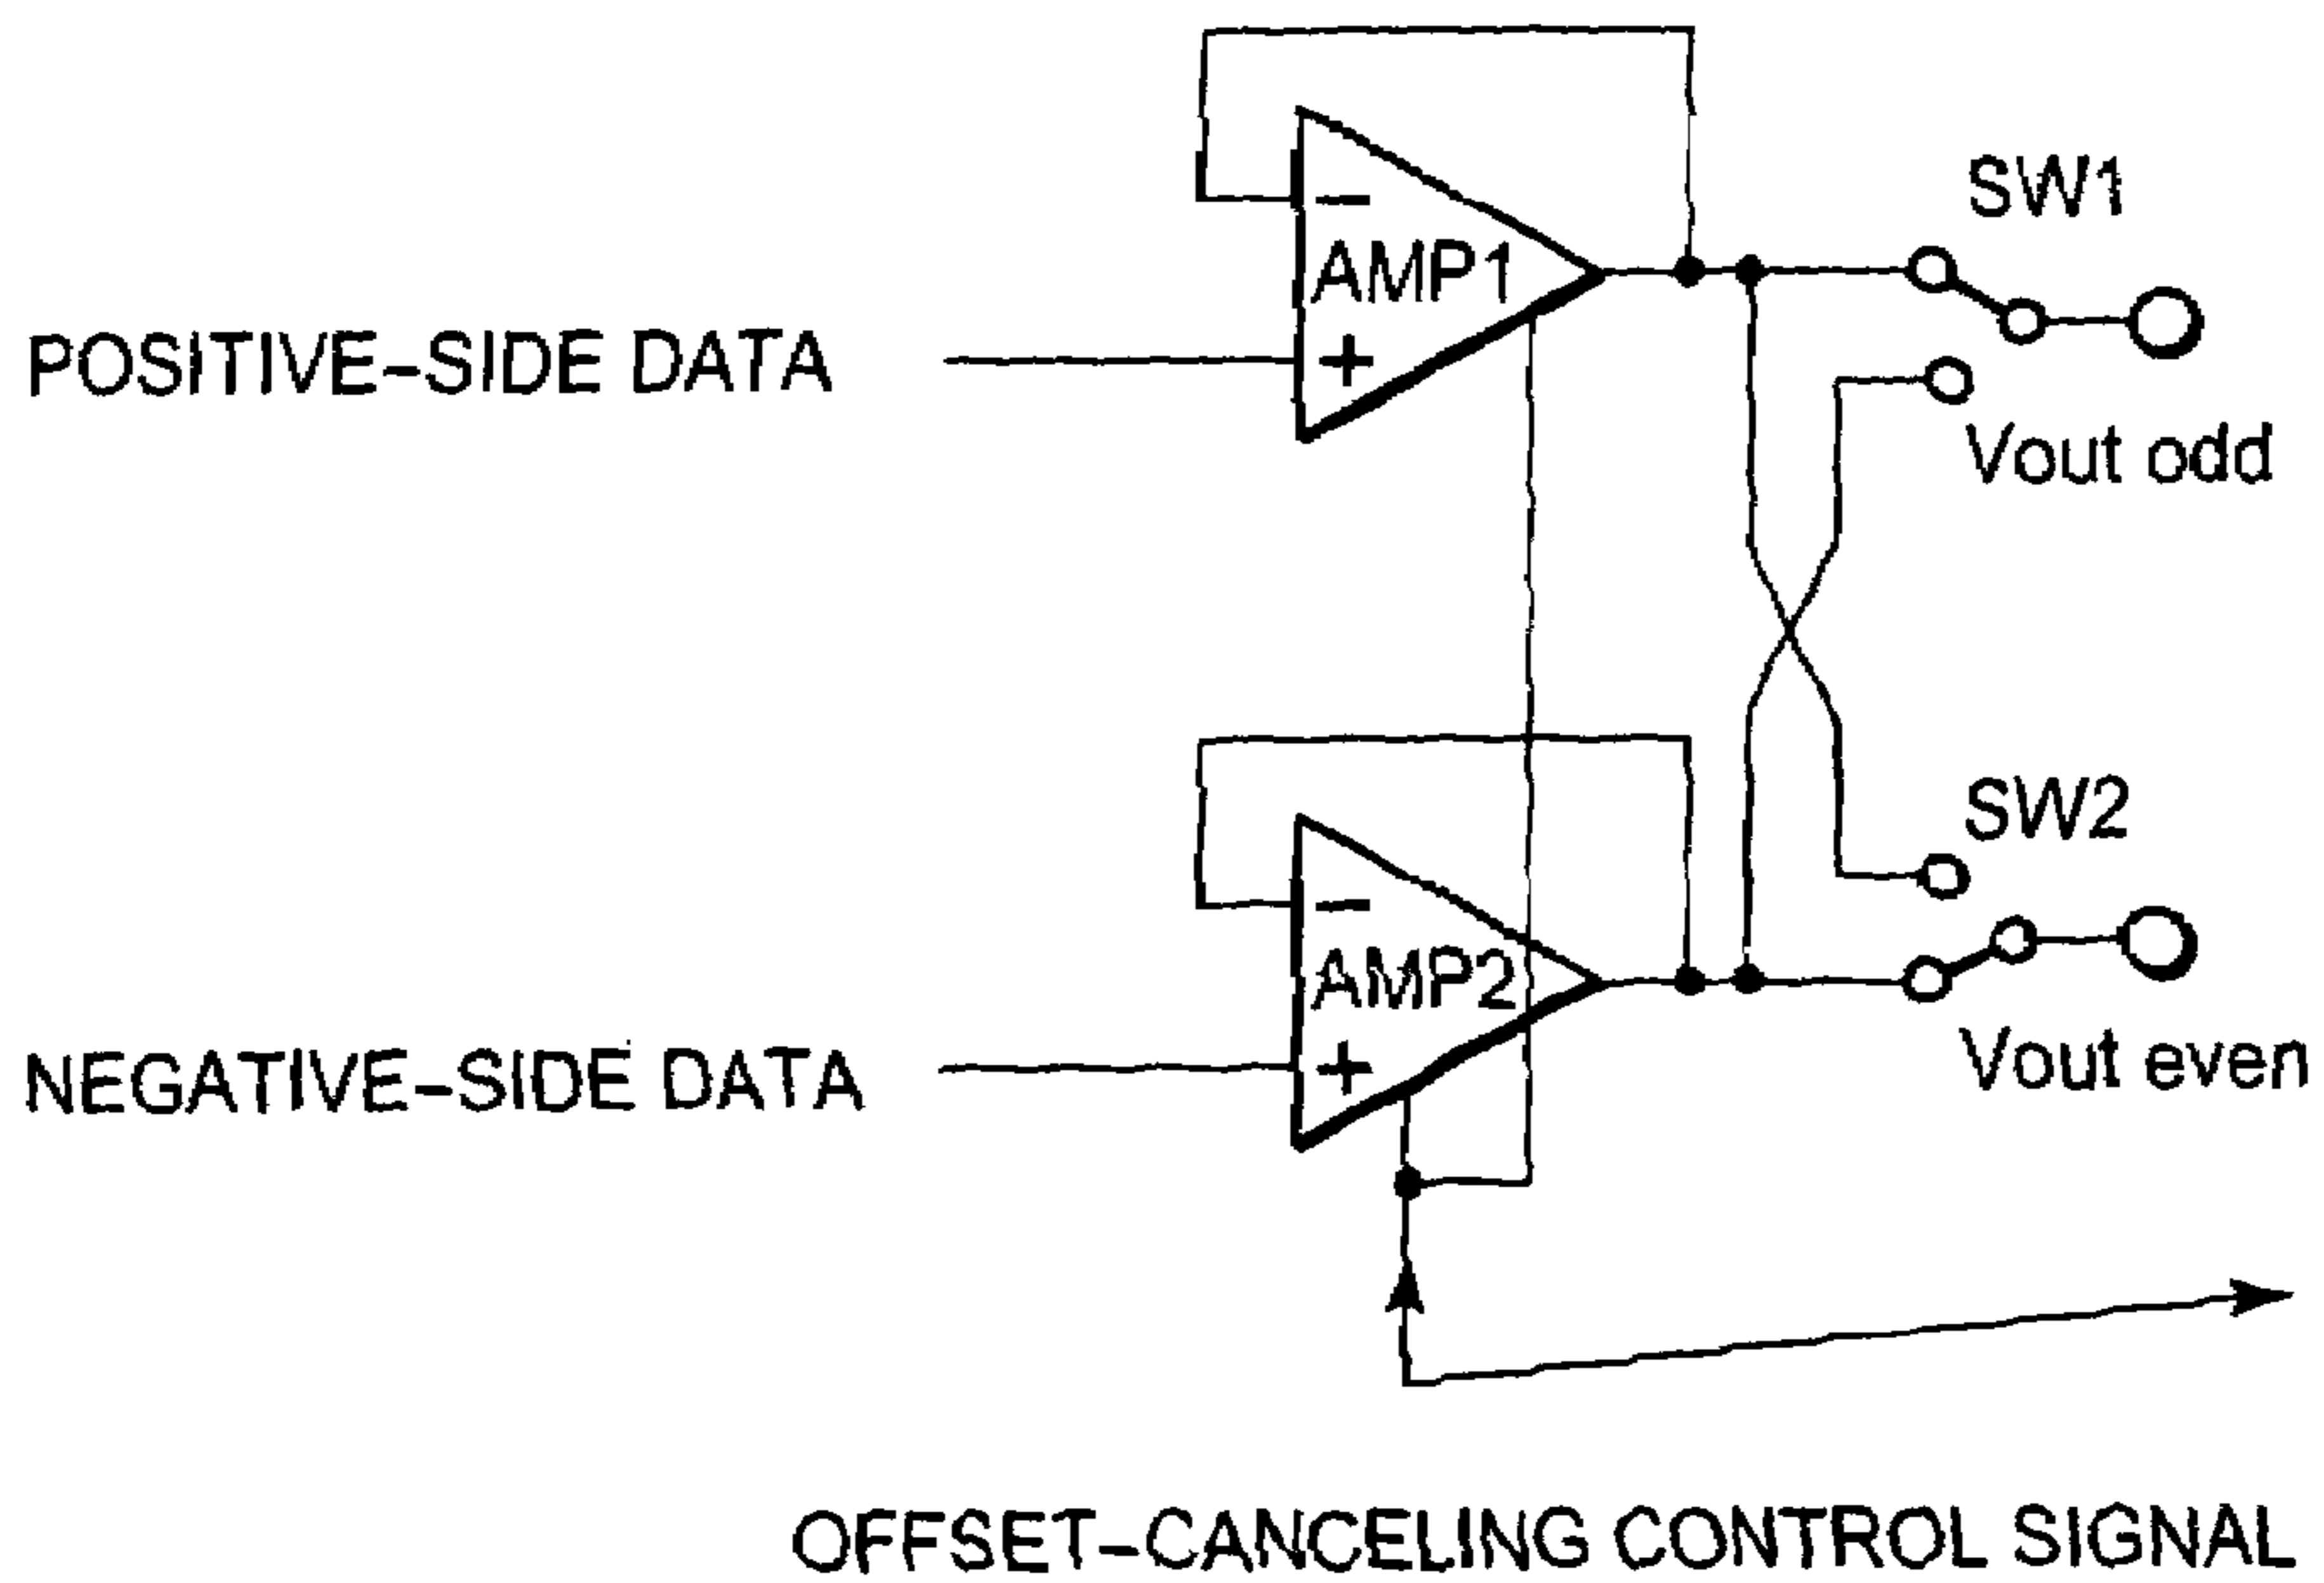 SW1
−
AMP1
+
POSITIVE–SIDE DATA
Vout odd
SW2
−
AMP2
+
NEGATIVE–SIDE DATA
Vout even
OFFSET–CANCELING CONTROL SIGNAL